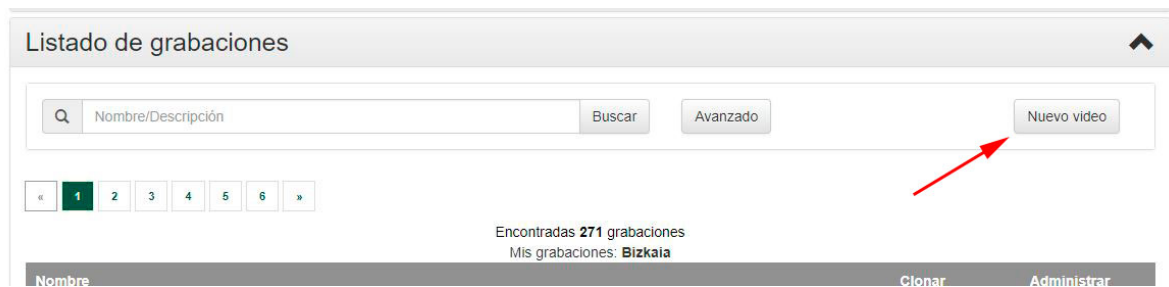 Listado de grabaciones
Nombre/Descripción Buscar Avanzado Nuevo video
« 1 2 3 4 5 6 »
Encontradas 271 grabaciones
Mis grabaciones: Bizkaia
Nombre Clonar Administrar